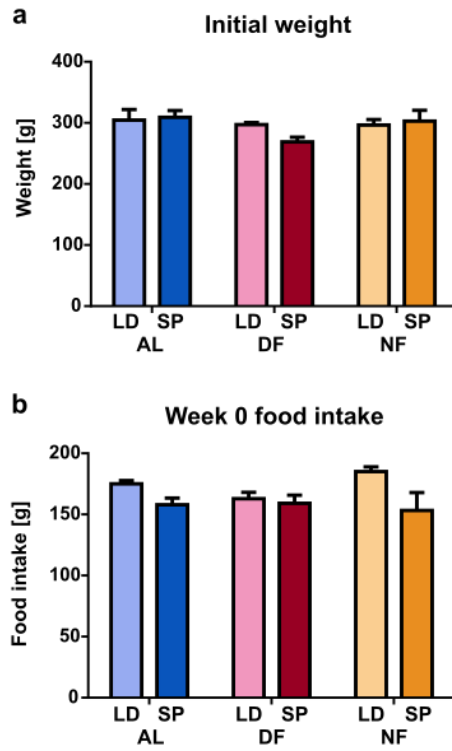 a
Initial weight
Weight [g]
400
300
200
100
0
LD SP LD SP LD SP
AL DF NF
b
Week 0 food intake
Food intake [g]
200
150
100
50
0
LD SP LD SP LD SP
AL DF NF